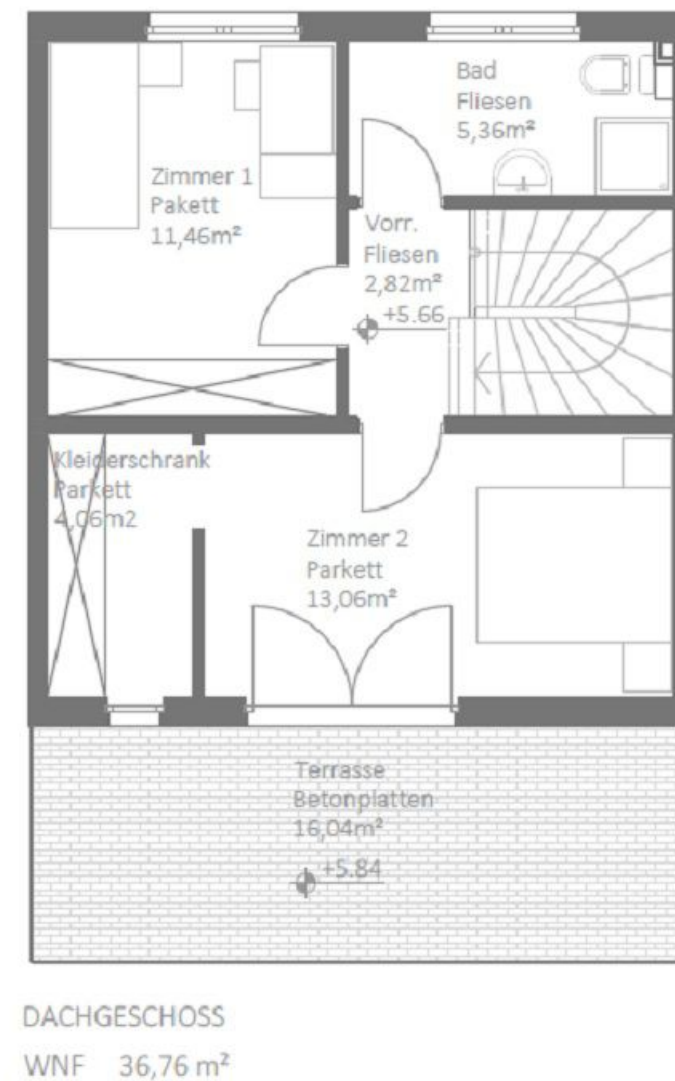 Bad
Fliesen
5,36m²
Zimmer 1
Pakett
11,46m²
Vorr.
Fliesen
2,82m²
+5.66
Kleiderschrank
Parkett
4,06m2
Zimmer 2
Parkett
13,06m²
Terrasse
Betonplatten
16,04m²
+5.84
DACHGESCHOSS
WNF 36,76 m²